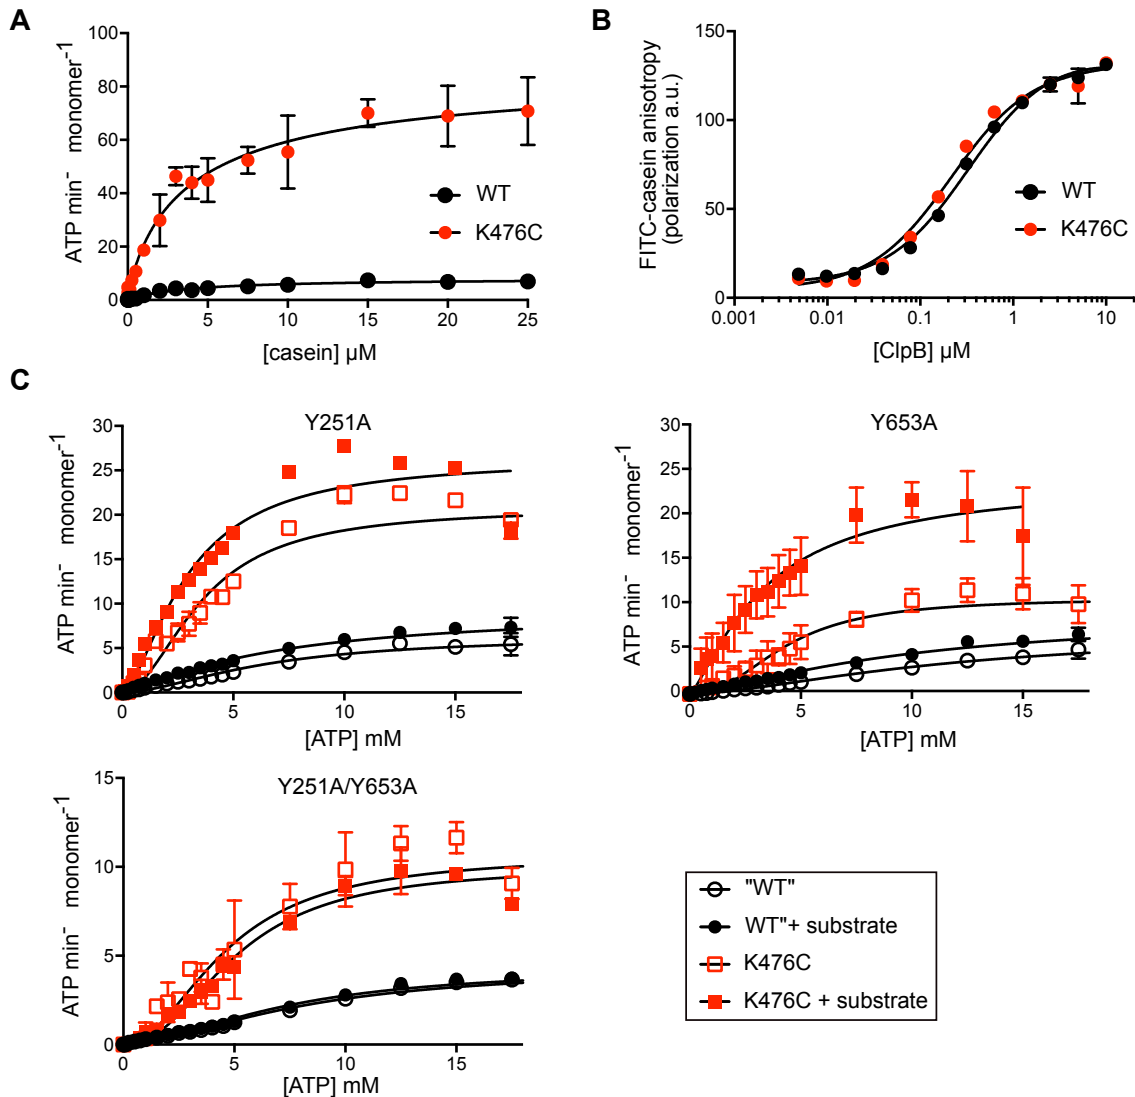 A
100
80
60
40
20
0
0 5 10 15 20 25
ATP min⁻ monomer⁻¹
[casein] µM
WT
K476C
B
150
100
50
0
0.001 0.01 0.1 1 10
FITC-casein anisotropy
(polarization a.u.)
[ClpB] µM
WT
K476C
C
Y251A
30
25
20
15
10
5
0
0 5 10 15
ATP min⁻ monomer⁻¹
[ATP] mM
Y653A
30
20
10
5
0
0 5 10 15
ATP min⁻ monomer⁻¹
[ATP] mM
Y251A/Y653A
15
10
5
0
0 5 10 15
ATP min⁻ monomer⁻¹
[ATP] mM
"WT"
WT"+ substrate
K476C
K476C + substrate